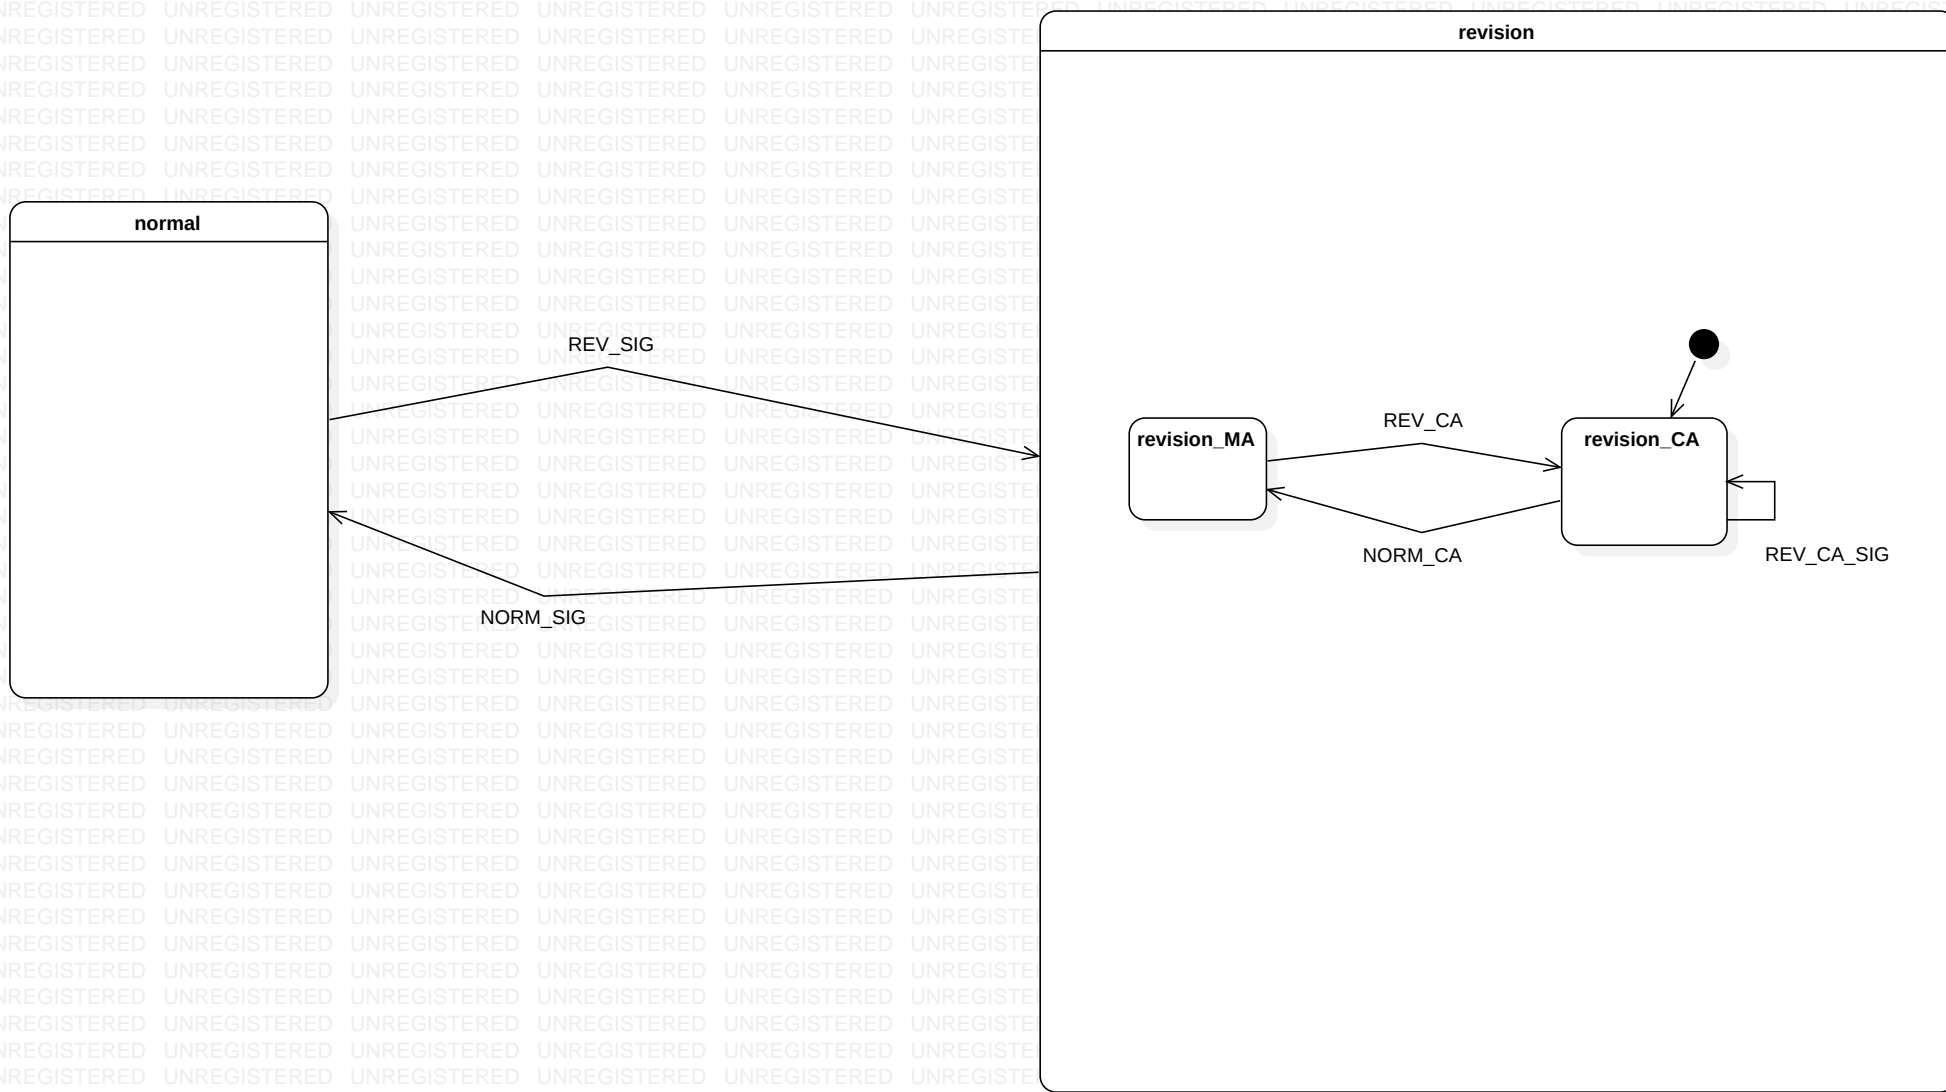 revision
normal
REV_SIG
REV_CA
revision_MA
revision_CA
NORM_CA
REV_CA_SIG
NORM_SIG
UNREGISTERED